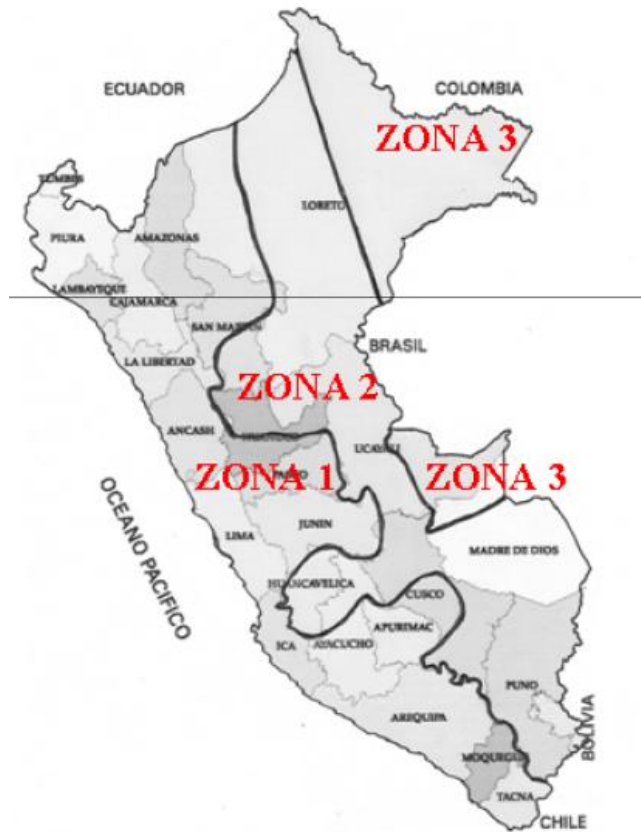 ECUADOR
COLOMBIA
ZONA 3
TUMBES
LORETO
PIURA
AMAZONAS
LAMBAYEQUE
CAJAMARCA
SAN MARTIN
BRASIL
LA LIBERTAD
ZONA 2
ANCASH
UCAYALI
ZONA 1
ZONA 3
PASCO
OCEANO PACIFICO
LIMA
JUNIN
MADRE DE DIOS
HUANCAVELICA
CUSCO
ICA
AYACUCHO
APURIMAC
PUNO
AREQUIPA
BOLIVIA
MOQUEGUA
TACNA
CHILE